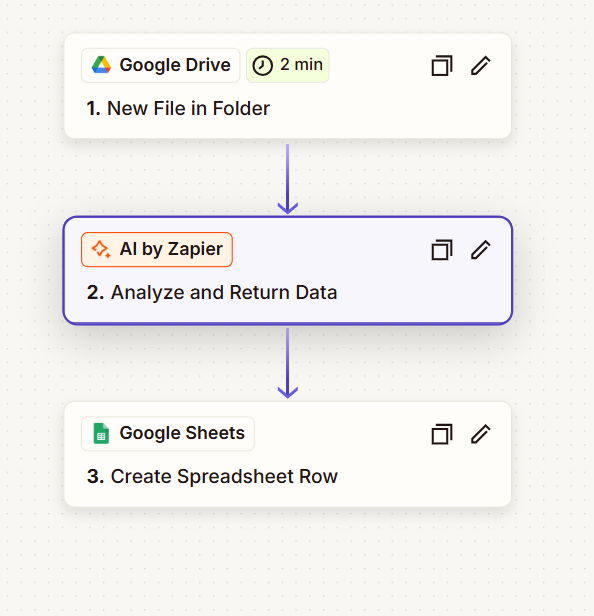 Google Drive 2 min
1. New File in Folder
AI by Zapier
2. Analyze and Return Data
Google Sheets
3. Create Spreadsheet Row